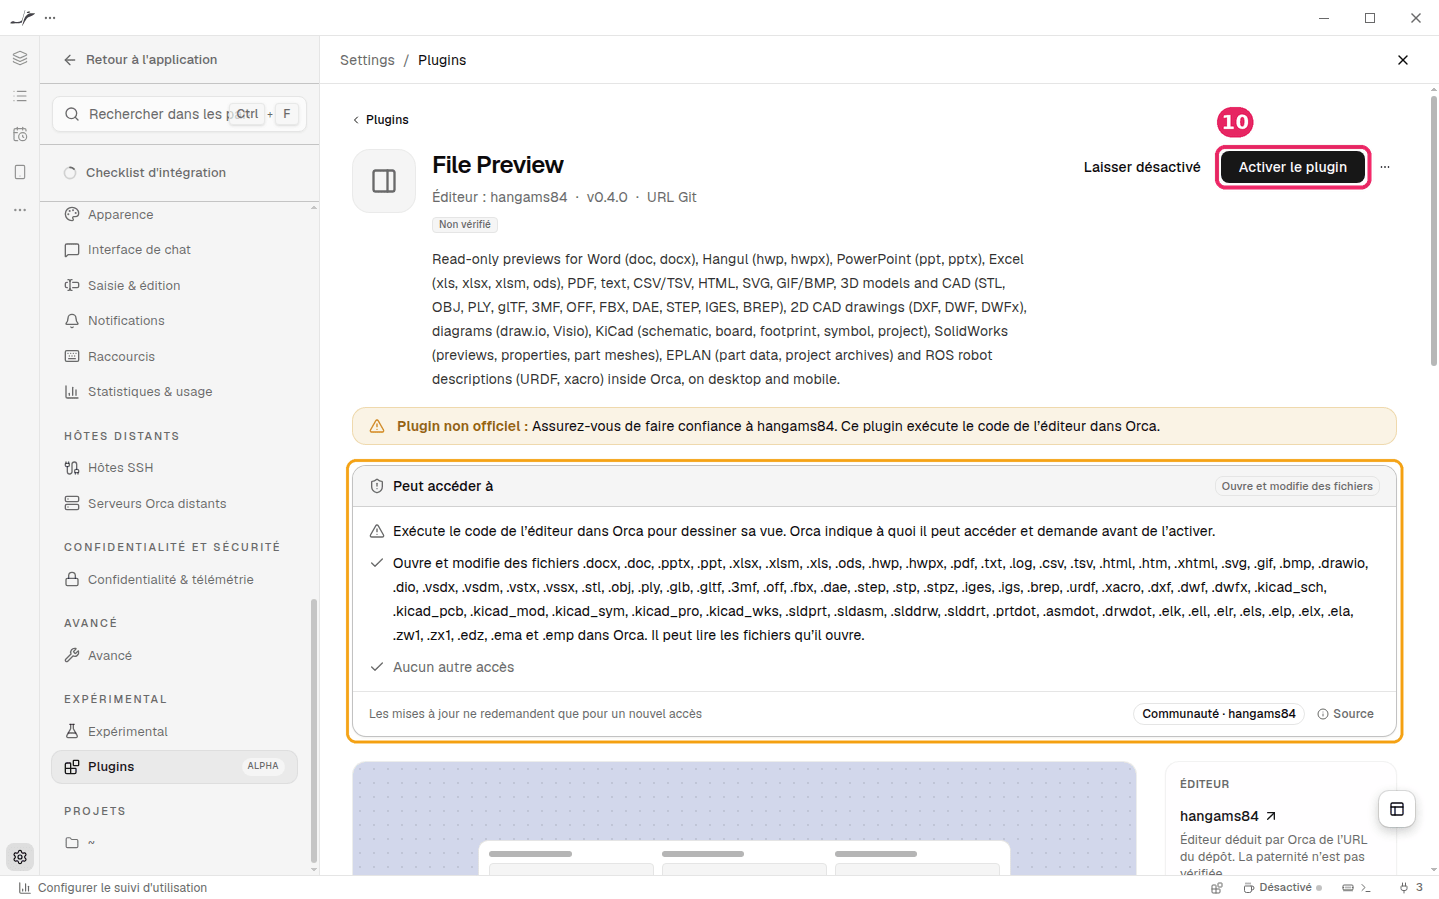 Retour à l'application
Settings / Plugins
Rechercher dans les
Ctrl + F
Checklist d'intégration
Apparence
Interface de chat
Saisie & édition
Notifications
Raccourcis
Statistiques & usage
HÔTES DISTANTS
Hôtes SSH
Serveurs Orca distants
CONFIDENTIALITÉ ET SÉCURITÉ
Confidentialité & télémétrie
AVANCÉ
Avancé
EXPÉRIMENTAL
Expérimental
Plugins ALPHA
PROJETS
~
Plugins
10
File Preview
Laisser désactivé
Activer le plugin
Éditeur : hangams84 · v0.4.0 · URL Git
Non vérifié
Read-only previews for Word (doc, docx), Hangul (hwp, hwpx), PowerPoint (ppt, pptx), Excel
(xls, xlsx, xlsm, ods), PDF, text, CSV/TSV, HTML, SVG, GIF/BMP, 3D models and CAD (STL,
OBJ, PLY, glTF, 3MF, OFF, FBX, DAE, STEP, IGES, BREP), 2D CAD drawings (DXF, DWF, DWFx),
diagrams (draw.io, Visio), KiCad (schematic, board, footprint, symbol, project), SolidWorks
(previews, properties, part meshes), EPLAN (part data, project archives) and ROS robot
descriptions (URDF, xacro) inside Orca, on desktop and mobile.
Plugin non officiel : Assurez-vous de faire confiance à hangams84. Ce plugin exécute le code de l'éditeur dans Orca.
Peut accéder à
Ouvre et modifie des fichiers
Exécute le code de l'éditeur dans Orca pour dessiner sa vue. Orca indique à quoi il peut accéder et demande avant de l'activer.
Ouvre et modifie des fichiers .docx, .doc, .pptx, .ppt, .xlsx, .xlsm, .xls, .ods, .hwp, .hwpx, .pdf, .txt, .log, .csv, .tsv, .html, .htm, .xhtml, .svg, .gif, .bmp, .drawio,
.dio, .vsdx, .vsdm, .vstx, .vssx, .stl, .obj, .ply, .glb, .gltf, .3mf, .off, .fbx, .dae, .step, .stp, .stpz, .iges, .igs, .brep, .urdf, .xacro, .dxf, .dwf, .dwfx, .kicad_sch,
.kicad_pcb, .kicad_mod, .kicad_sym, .kicad_pro, .kicad_wks, .sldprt, .sldasm, .slddrw, .slddrt, .prtdot, .asmdot, .drwdot, .elk, .ell, .elr, .els, .elp, .elx, .ela,
.zw1, .zx1, .edz, .ema et .emp dans Orca. Il peut lire les fichiers qu'il ouvre.
Aucun autre accès
Les mises à jour ne redemandent que pour un nouvel accès
Communauté · hangams84
Source
ÉDITEUR
hangams84
Éditeur déduit par Orca de l'URL
du dépôt. La paternité n'est pas
vérifiée
Configurer le suivi d'utilisation
Désactivé
3